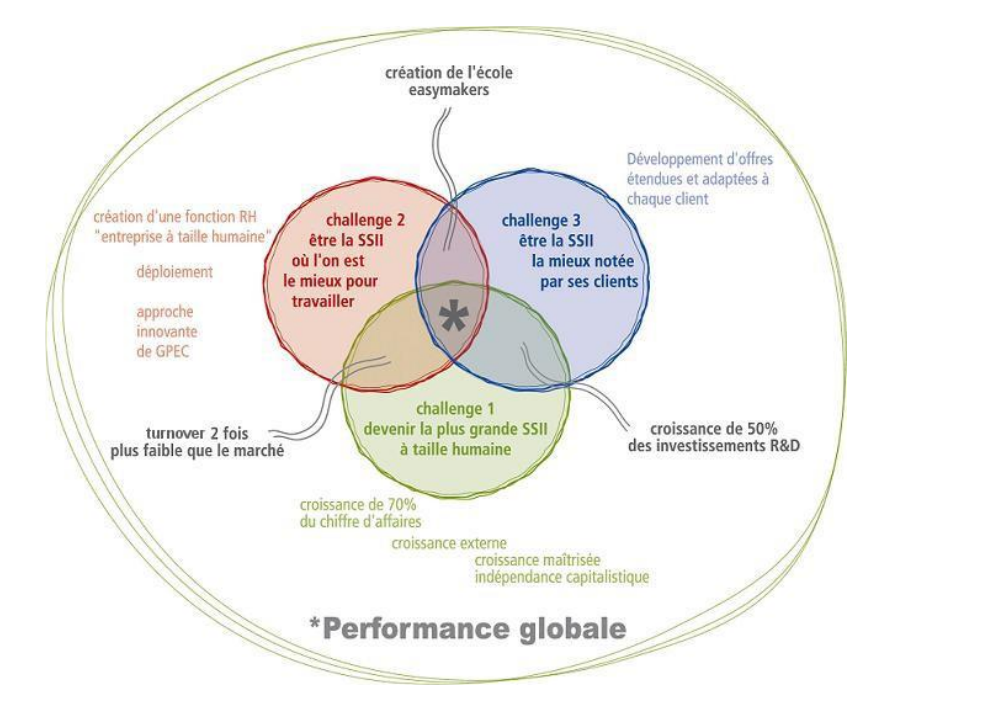 création de l'école
easymakers
Développement d'offres
étendues et adaptées à
chaque client
création d'une fonction RH
"entreprise à taille humaine"
déploiement
approche
innovante
de GPEC
challenge 2
être la SSII
où l'on est
le mieux pour
travailler
challenge 3
être la SSII
la mieux notée
par ses clients
*
challenge 1
devenir la plus grande SSII
à taille humaine
turnover 2 fois
plus faible que le marché
croissance de 50%
des investissements R&D
croissance de 70%
du chiffre d'affaires
croissance externe
croissance maîtrisée
indépendance capitalistique
*Performance globale